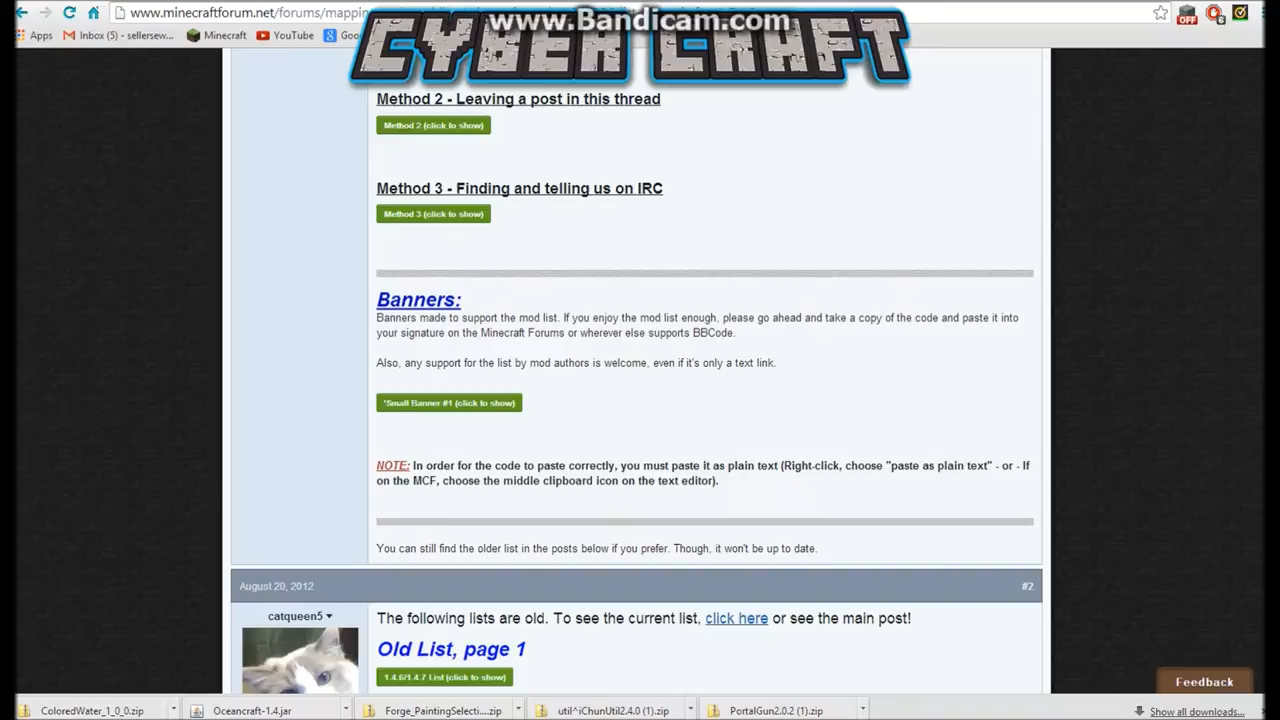 www.Bandicam.com
www.minecraftforum.net/forums/mappin
CYBER CRAFT
OFF
6
Apps
Inbox (5) - sellersew...
Minecraft
YouTube
Goo
Method 2 - Leaving a post in this thread
Method 2 (click to show)
Method 3 - Finding and telling us on IRC
Method 3 (click to show)
Banners:
Banners made to support the mod list. If you enjoy the mod list enough, please go ahead and take a copy of the code and paste it into
your signature on the Minecraft Forums or wherever else supports BBCode.
Also, any support for the list by mod authors is welcome, even if it's only a text link.
'Small Banner #1 (click to show)
NOTE: In order for the code to paste correctly, you must paste it as plain text (Right-click, choose "paste as plain text" - or - If
on the MCF, choose the middle clipboard icon on the text editor).
You can still find the older list in the posts below if you prefer. Though, it won't be up to date.
August 20, 2012
#2
catqueen5
The following lists are old. To see the current list, click here or see the main post!
Old List, page 1
1.4.6/1.4.7 List (click to show)
Feedback
ColoredWater_1_0_0.zip
Oceancraft-1.4.jar
Forge_PaintingSelecti....zip
util^iChunUtil2.4.0 (1).zip
PortalGun2.0.2 (1).zip
Show all downloads...